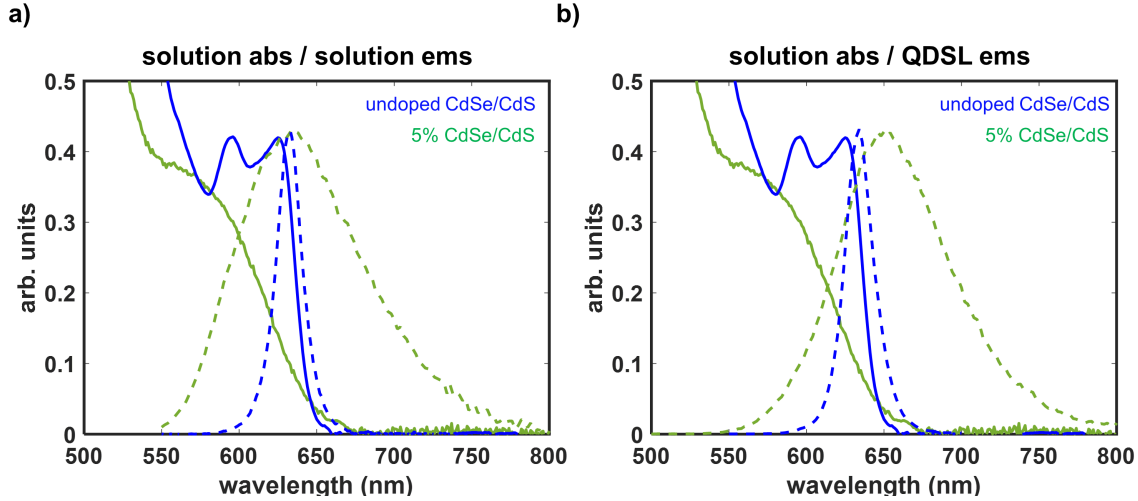 a)
solution abs / solution ems
undoped CdSe/CdS
5% CdSe/CdS
arb. units
0.5
0.4
0.3
0.2
0.1
0
500 550 600 650 700 750 800
wavelength (nm)
b)
solution abs / QDSL ems
undoped CdSe/CdS
5% CdSe/CdS
arb. units
0.5
0.4
0.3
0.2
0.1
0
500 550 600 650 700 750 800
wavelength (nm)